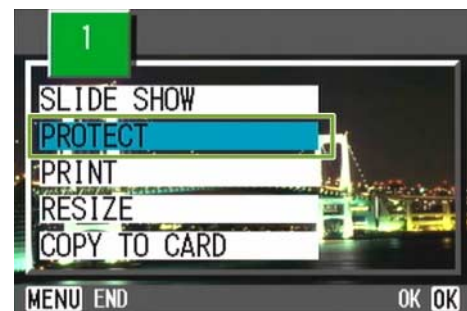 1
SLIDE SHOW
PROTECT
PRINT
RESIZE
COPY TO CARD
MENU END
OK OK